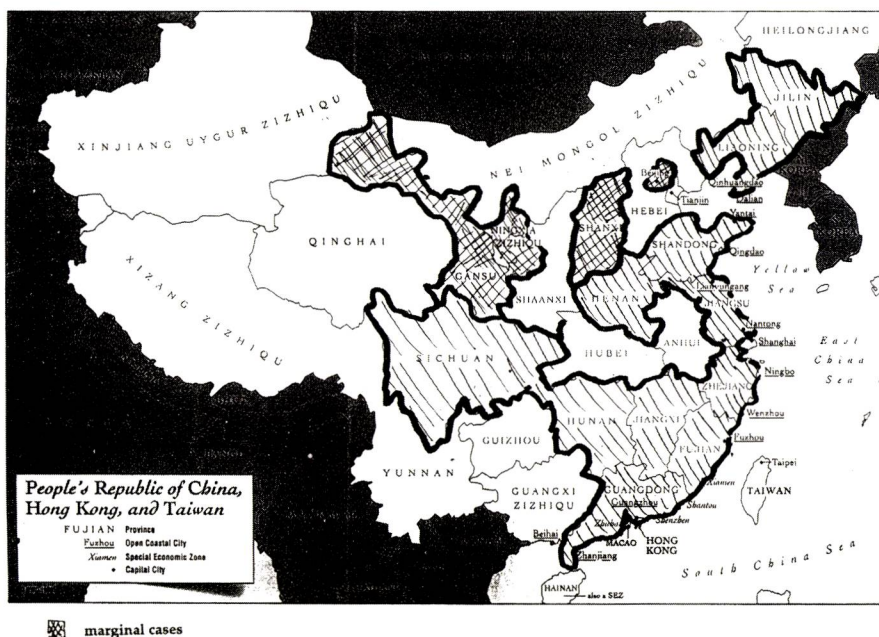 HEILONGJIANG
JILIN
XINJIANG UYGUR ZIZHIQU
NEI MONGOL ZIZHIQU
LIAONING
Beijing
Qinhuangdao
Tianjin
Dalian
HEBEI
Yantai
NINGXIA
ZIZHIQU
SHANXI
QINGHAI
SHANDONG
Qingdao
GANSU
Yellow
Sea
Lianyungang
XIZANG ZIZHIQU
SHAANXI
HENAN
JIANGSU
Nantong
SICHUAN
HUBEI
ANHUI
Shanghai
East
China
Sea
Ningbo
ZHEJIANG
HUNAN
JIANGXI
Wenzhou
GUIZHOU
FUJIAN
Fuzhou
YUNNAN
Taipei
GUANGXI
ZIZHIQU
GUANGDONG
Guangzhou
Xiamen
TAIWAN
Shantou
Zhuhai
Shenzhen
Beihai
MACAO
HONG
KONG
Zhanjiang
South China Sea
HAINAN
also a SEZ
People's Republic of China,
Hong Kong, and Taiwan
FUJIAN Province
Fuzhou Open Coastal City
Xiamen Special Economic Zone
• Capital City
marginal cases